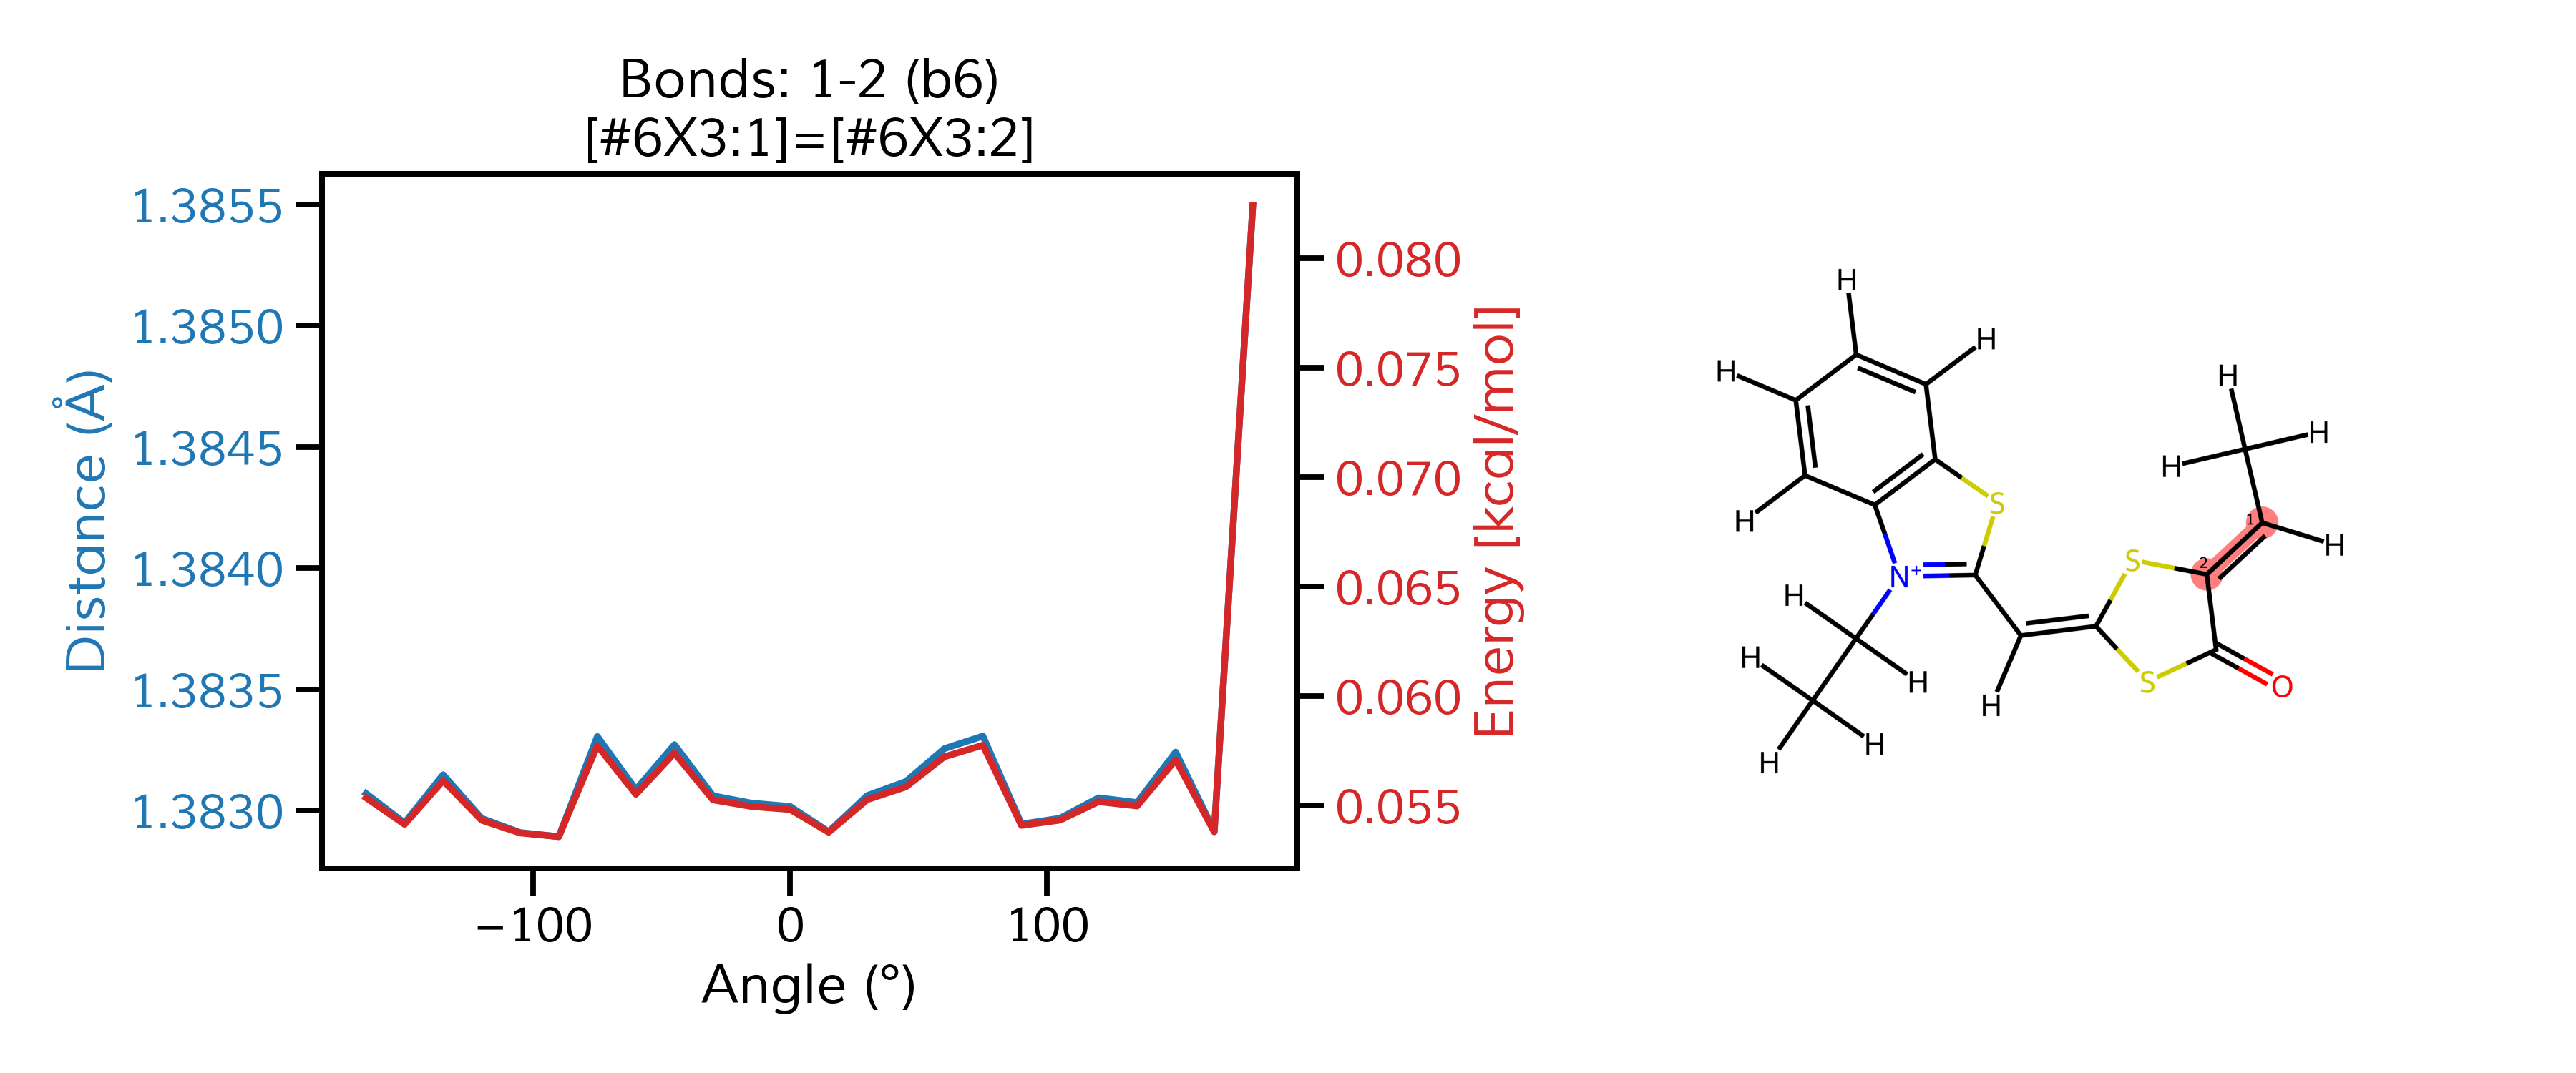 Bonds: 1-2 (b6)
[#6X3:1]=[#6X3:2]
Distance (Å)
1.3855
1.3850
1.3845
1.3840
1.3835
1.3830
0.080
0.075
0.070
0.065
0.060
0.055
Energy [kcal/mol]
−100
0
100
Angle (°)
H
H
H
H
H
H
H
S
1
H
S
2
N+
H
H
H
S
O
H
H
H
H